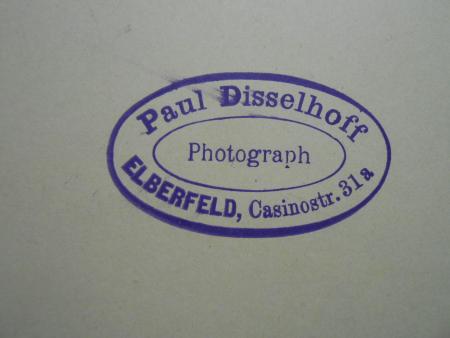 Paul Disselhoff
Photograph
ELBERFELD, Casinostr. 31a